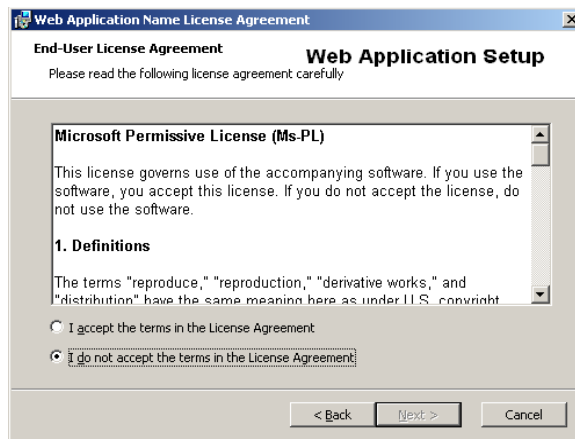 Web Application Name License Agreement
End-User License Agreement
Web Application Setup
Please read the following license agreement carefully
Microsoft Permissive License (Ms-PL)
This license governs use of the accompanying software. If you use the
software, you accept this license. If you do not accept the license, do
not use the software.
1. Definitions
The terms "reproduce," "reproduction," "derivative works," and
"distribution" have the same meaning here as under U.S. copyright
I accept the terms in the License Agreement
I do not accept the terms in the License Agreement
< Back
Next >
Cancel